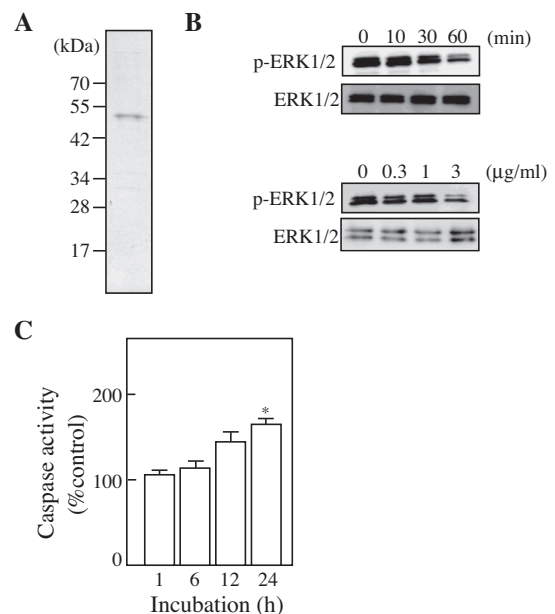 A
(kDa)
70
55
42
34
28
17
B
0 10 30 60 (min)
p-ERK1/2
ERK1/2
0 0.3 1 3 (μg/ml)
p-ERK1/2
ERK1/2
C
Caspase activity
(%control)
200
100
0
*
1 6 12 24
Incubation (h)